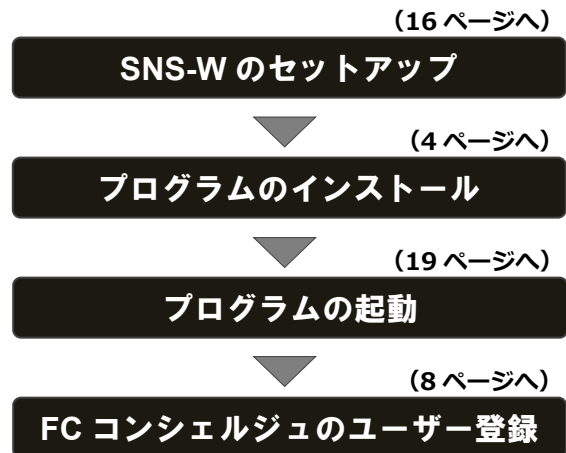 （16 ページへ）
SNS-W のセットアップ
（4 ページへ）
プログラムのインストール
（19 ページへ）
プログラムの起動
（8 ページへ）
FC コンシェルジュのユーザー登録